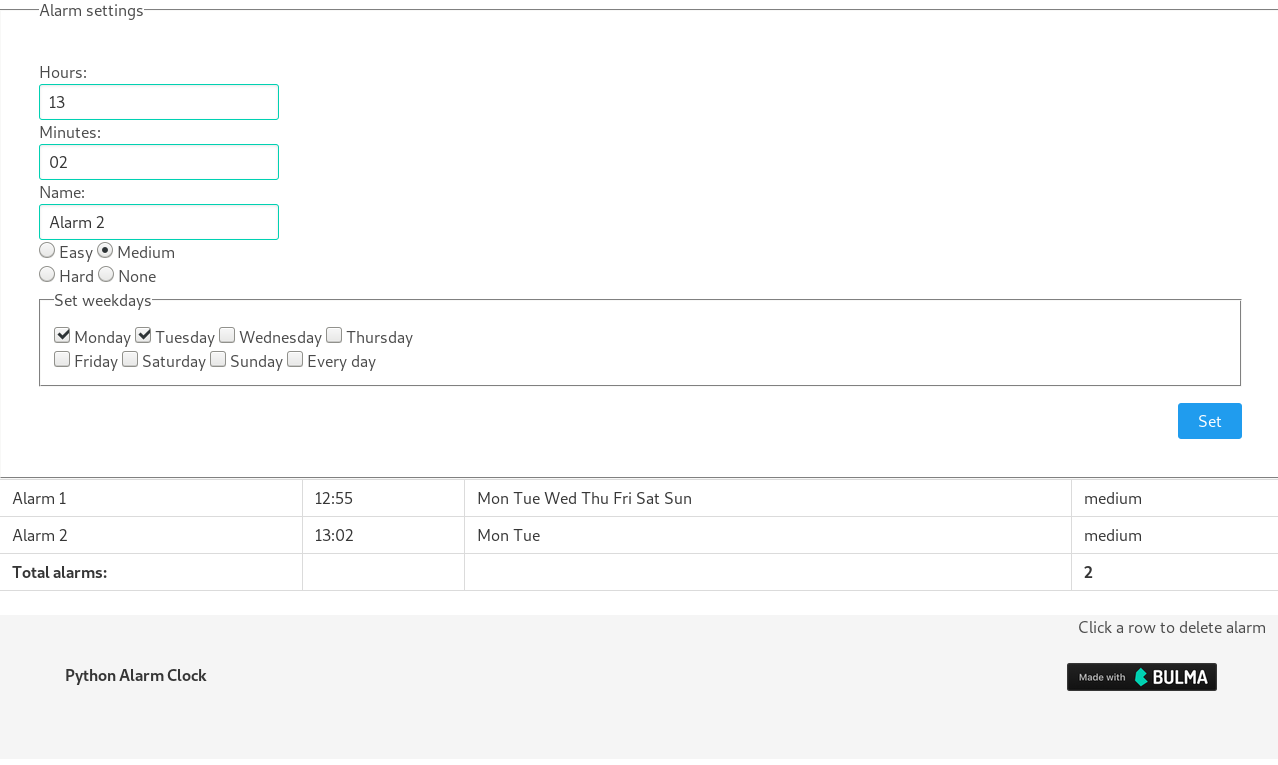 Alarm settings
Hours:
13
Minutes:
02
Name:
Alarm 2
Easy Medium
Hard None
Set weekdays
Monday Tuesday Wednesday Thursday
Friday Saturday Sunday Every day
Set
Alarm 1 12:55 Mon Tue Wed Thu Fri Sat Sun medium
Alarm 2 13:02 Mon Tue medium
Total alarms: 2
Click a row to delete alarm
Python Alarm Clock Made with BULMA